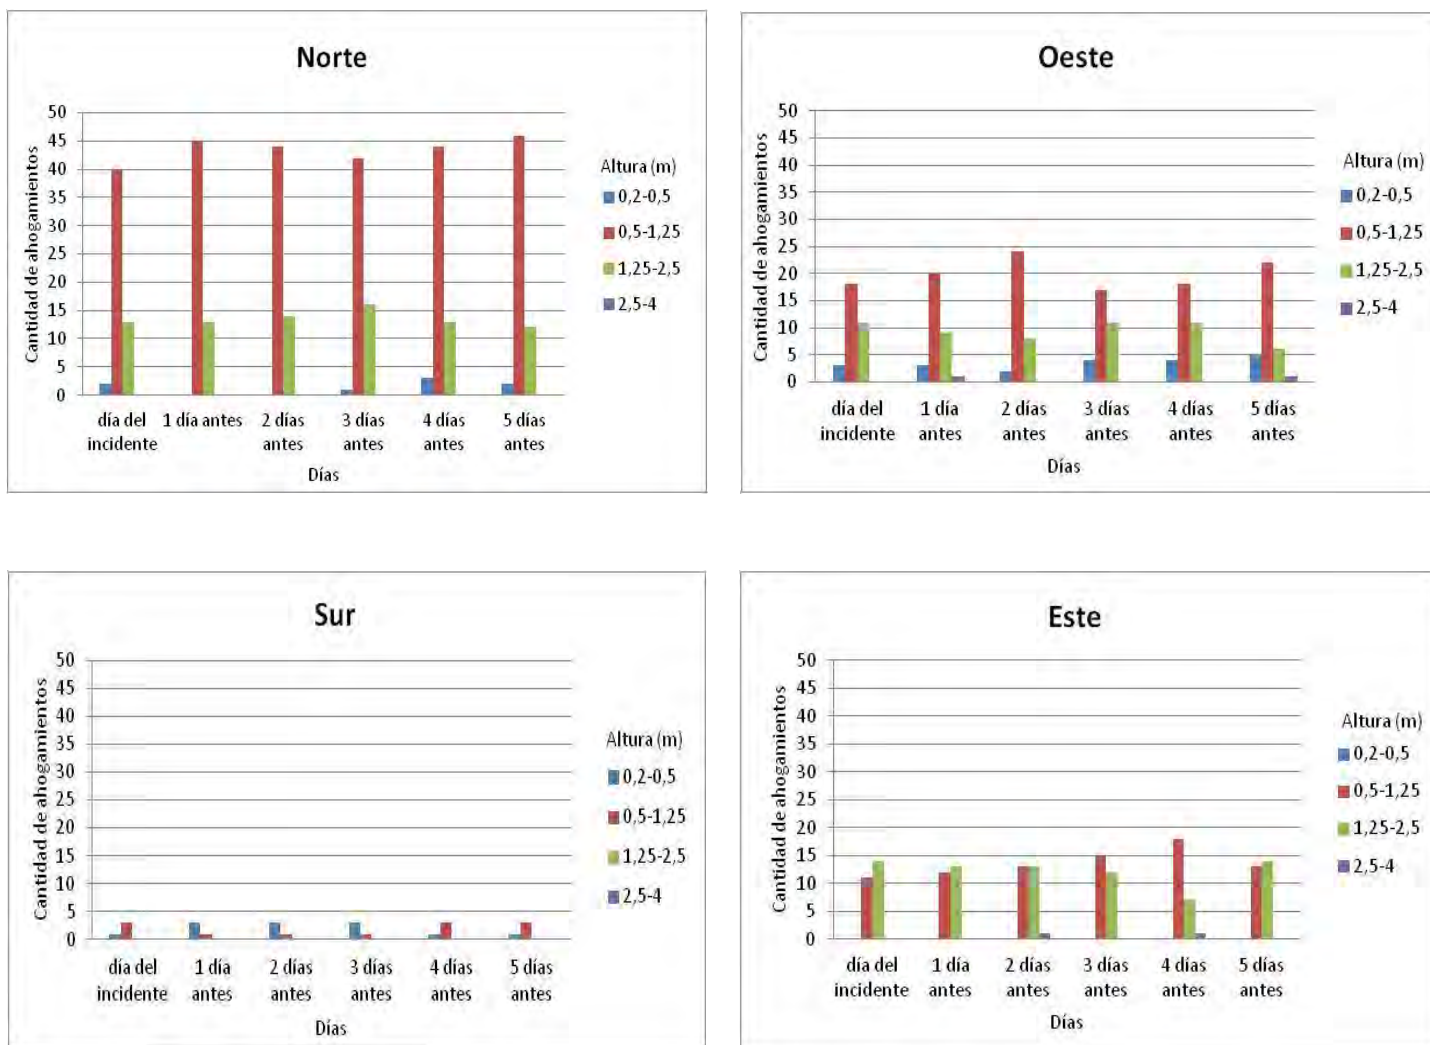 Norte
50
45
40
35
30
25
20
15
10
5
0
Cantidad de ahogamientos
día del incidente
1 día antes
2 días antes
3 días antes
4 días antes
5 días antes
Días
Altura (m)
0,2-0,5
0,5-1,25
1,25-2,5
2,5-4
Oeste
50
45
40
35
30
25
20
15
10
5
0
Cantidad de ahogamientos
día del incidente
1 día antes
2 días antes
3 días antes
4 días antes
5 días antes
Días
Altura (m)
0,2-0,5
0,5-1,25
1,25-2,5
2,5-4
Sur
50
45
40
35
30
25
20
15
10
5
0
Cantidad de ahogamientos
día del incidente
1 día antes
2 días antes
3 días antes
4 días antes
5 días antes
Días
Altura (m)
0,2-0,5
0,5-1,25
1,25-2,5
2,5-4
Este
50
45
40
35
30
25
20
15
10
5
0
Cantidad de ahogamientos
día del incidente
1 día antes
2 días antes
3 días antes
4 días antes
5 días antes
Días
Altura (m)
0,2-0,5
0,5-1,25
1,25-2,5
2,5-4